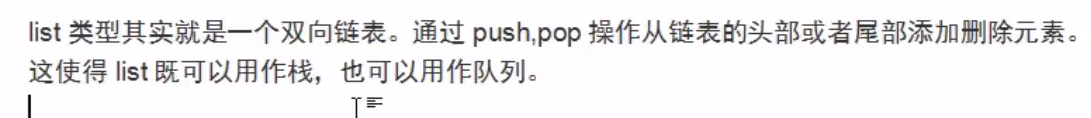 list 类型其实就是一个双向链表。通过 push,pop 操作从链表的头部或者尾部添加删除元素。
这使得 list 既可以用作栈，也可以用作队列。